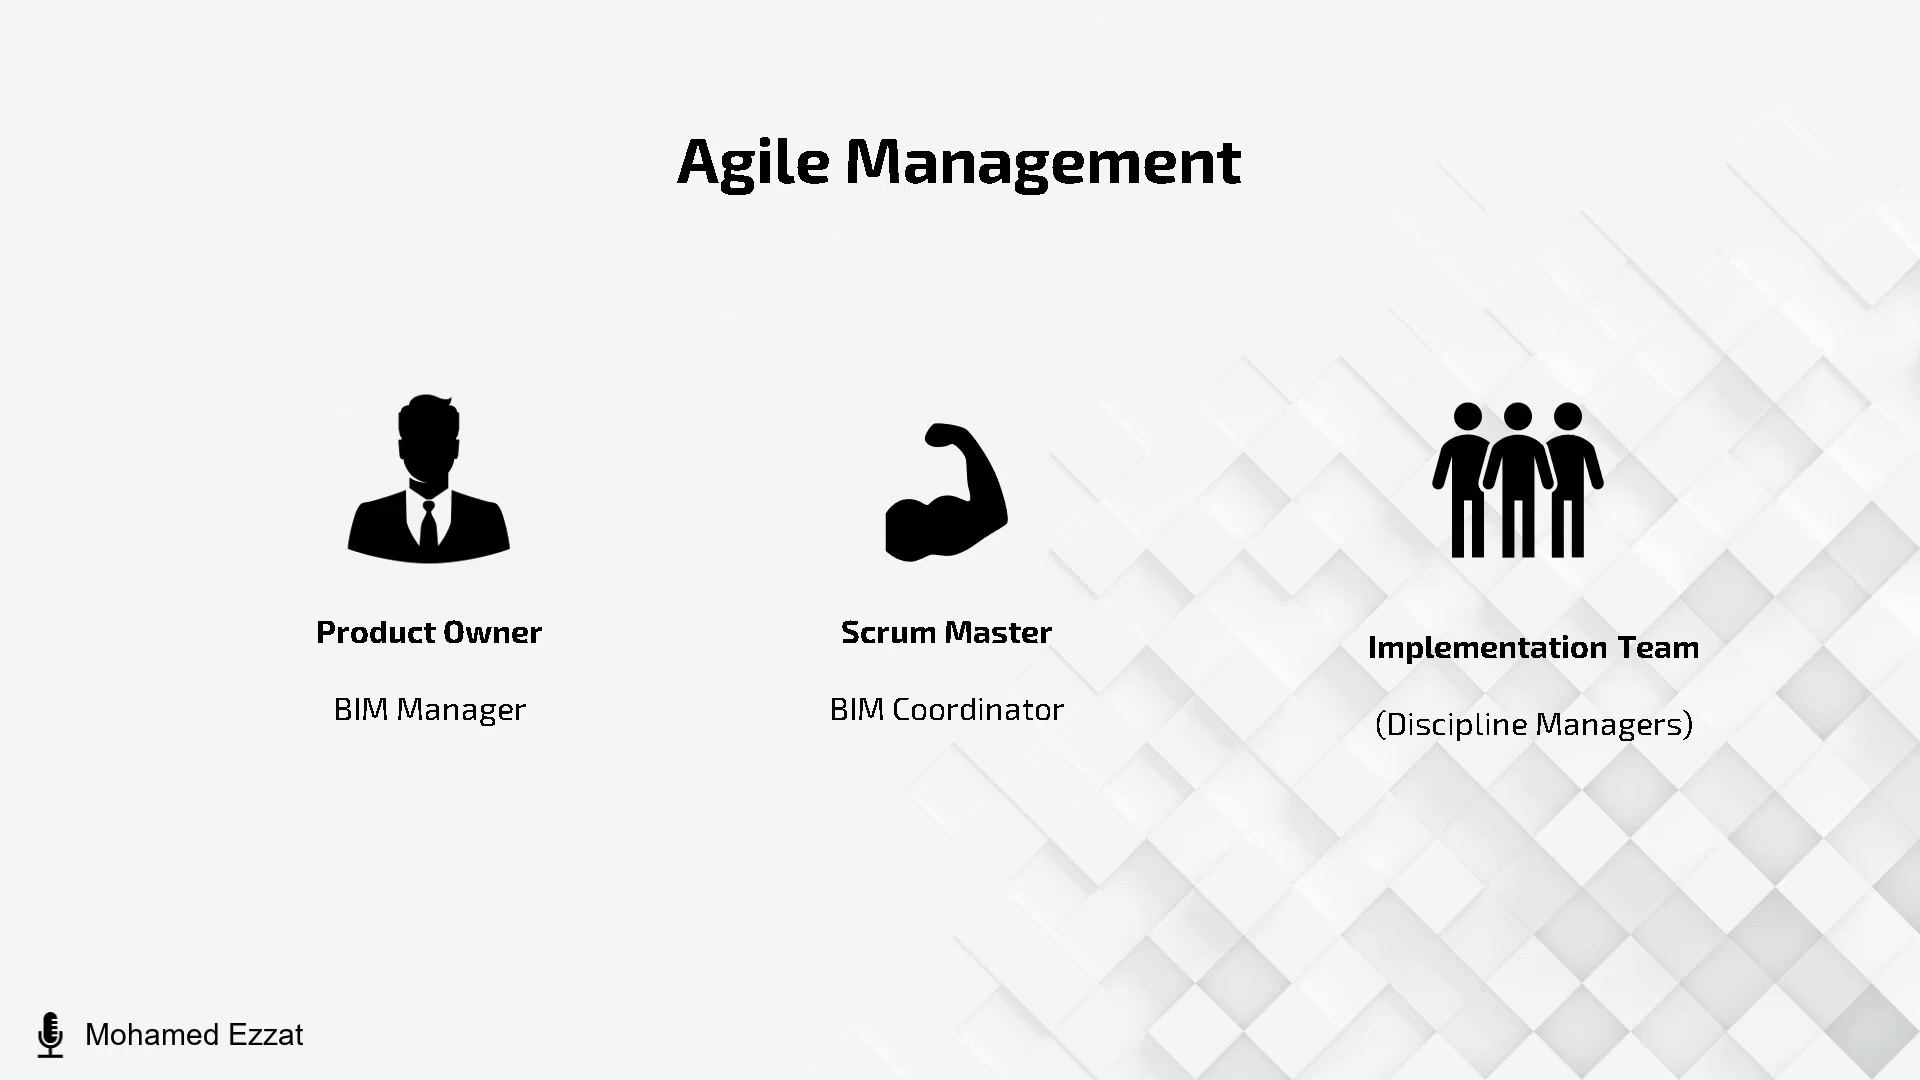 Agile Management
Product Owner
BIM Manager
Scrum Master
BIM Coordinator
Implementation Team
(Discipline Managers)
Mohamed Ezzat